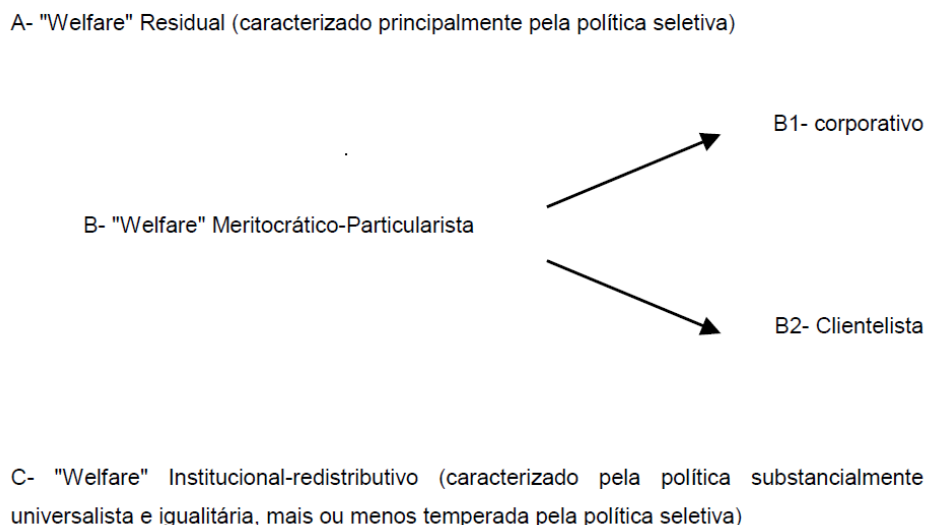 A- "Welfare" Residual (caracterizado principalmente pela política seletiva)
B1- corporativo
B- "Welfare" Meritocrático-Particularista
B2- Clientelista
C- "Welfare" Institucional-redistributivo (caracterizado pela política substancialmente
universalista e igualitária, mais ou menos temperada pela política seletiva)